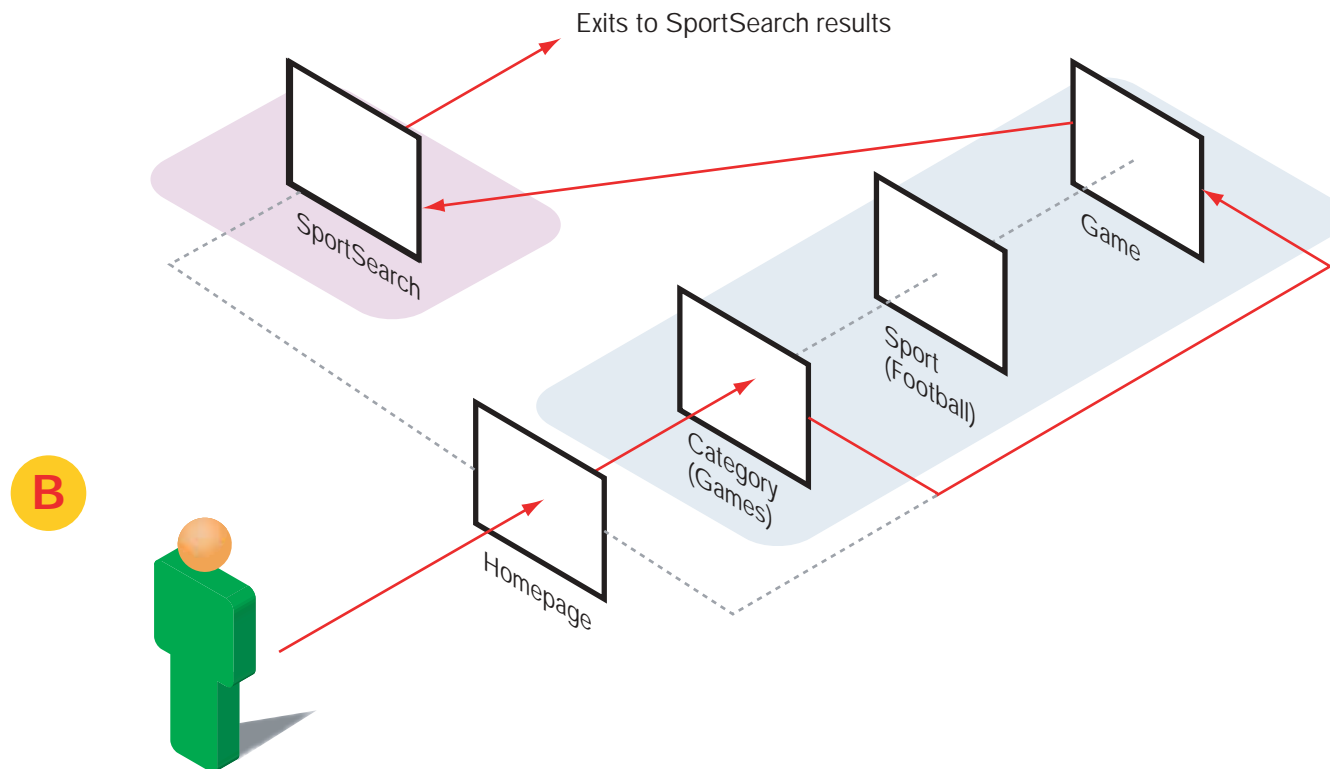 Exits to SportSearch results
SportSearch
Game
Sport
(Football)
Category
(Games)
Homepage
B